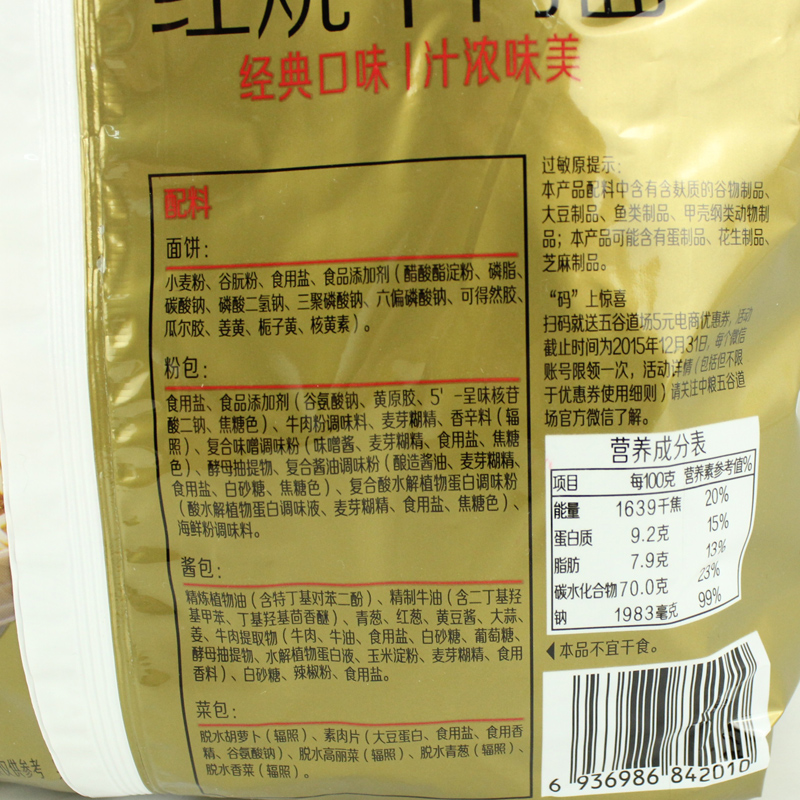 红烧牛肉面
经典口味|汁浓味美
配料
面饼：
小麦粉、谷朊粉、食用盐、食品添加剂（醋酸酯淀粉、磷脂、
碳酸钠、磷酸二氢钠、三聚磷酸钠、六偏磷酸钠、可得然胶、
瓜尔胶、姜黄、栀子黄、核黄素）。
粉包：
食用盐、食品添加剂（谷氨酸钠、黄原胶、5'-呈味核苷
酸二钠、焦糖色）、牛肉粉调味料、麦芽糊精、香辛料（辐
照）、复合味噌调味粉（味噌酱、麦芽糊精、食用盐、焦糖
色）、酵母抽提物、复合酱油调味粉（酿造酱油、麦芽糊精、
食用盐、白砂糖、焦糖色）、复合酸水解植物蛋白调味粉
（酸水解植物蛋白调味液、麦芽糊精、食用盐、焦糖色）、
海鲜粉调味料。
酱包：
精炼植物油（含特丁基对苯二酚）、精制牛油（含二丁基羟
基甲苯、丁基羟基茴香醚）、青葱、红葱、黄豆酱、大蒜、
姜、牛肉提取物（牛肉、牛油、食用盐、白砂糖、葡萄糖、
酵母抽提物、水解植物蛋白液、玉米淀粉、麦芽糊精、食用
香料）、白砂糖、辣椒粉、食用盐。
菜包：
脱水胡萝卜（辐照）、素肉片（大豆蛋白、食用盐、食用香
精、谷氨酸钠）、脱水高丽菜（辐照）、脱水青葱（辐照）、
脱水香菜（辐照）。
过敏原提示：
本产品配料中含有含麸质的谷物制品、
大豆制品、鱼类制品、甲壳纲类动物制
品；本产品可能含有蛋制品、花生制品、
芝麻制品。
“码”上惊喜
扫码就送五谷道场5元电商优惠券，活动
截止时间为2015年12月31日，每个微信
账号限领一次，活动详情（包括但不限
于优惠券使用细则）请关注中粮五谷道
场官方微信了解。
营养成分表
项目 每100克 营养素参考值%
能量 1639千焦 20%
蛋白质 9.2克 15%
脂肪 7.9克 13%
碳水化合物 70.0克 23%
钠 1983毫克 99%
◀本品不宜干食。
6 936986 842010
仅供参考